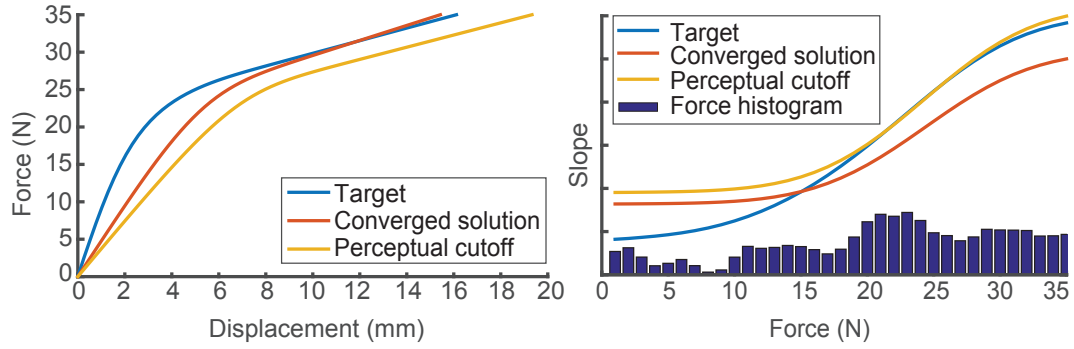 Force (N)
35
30
25
20
15
10
5
0
0 2 4 6 8 10 12 14 16 18 20
Displacement (mm)
Target
Converged solution
Perceptual cutoff
Slope
Target
Converged solution
Perceptual cutoff
Force histogram
0 5 10 15 20 25 30 35
Force (N)